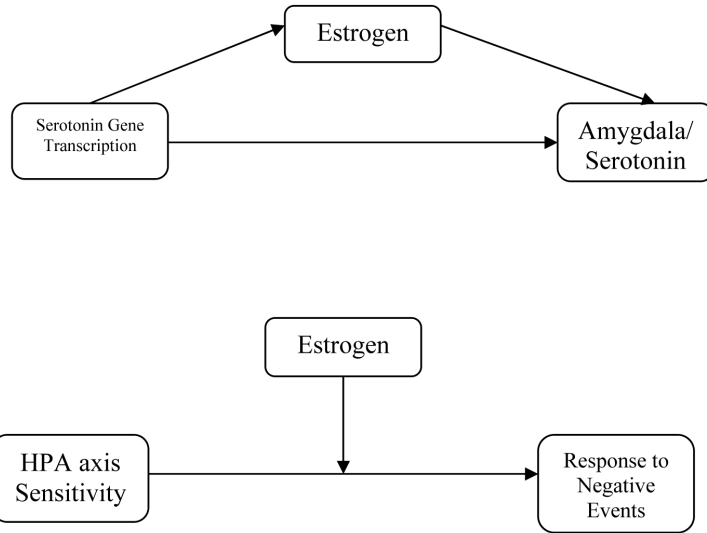 Estrogen
Serotonin Gene
Transcription
Amygdala/
Serotonin
Estrogen
HPA axis
Sensitivity
Response to
Negative
Events